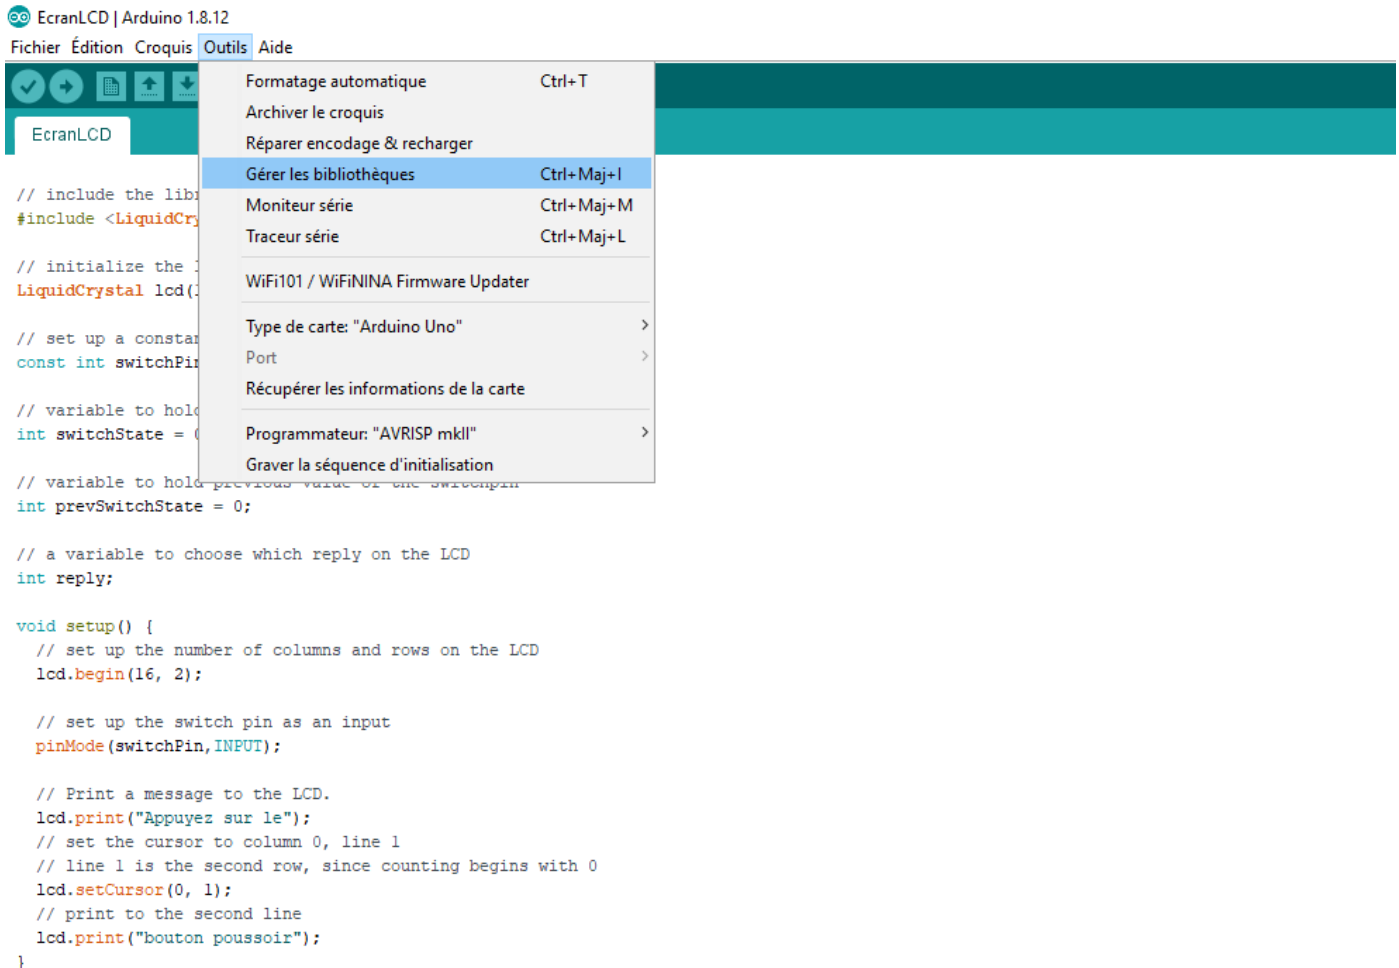 EcranLCD | Arduino 1.8.12
Fichier Édition Croquis Outils Aide
Formatage automatique Ctrl+T
Archiver le croquis
Réparer encodage & recharger
Gérer les bibliothèques Ctrl+Maj+I
Moniteur série Ctrl+Maj+M
Traceur série Ctrl+Maj+L
WiFi101 / WiFiNINA Firmware Updater
Type de carte: "Arduino Uno"
Port
Récupérer les informations de la carte
Programmateur: "AVRISP mkII"
Graver la séquence d'initialisation
EcranLCD
// include the
#include <
// initialize the
LiquidCrystal lcd(
// set up a
const int
// variable to
int switchState =
// variable to hold previous value of the switchpin
int prevSwitchState = 0;
// a variable to choose which reply on the LCD
int reply;
void setup() {
// set up the number of columns and rows on the LCD
lcd.begin(16, 2);
// set up the switch pin as an input
pinMode(switchPin,INPUT);
// Print a message to the LCD.
lcd.print("Appuyez sur le");
// set the cursor to column 0, line 1
// line 1 is the second row, since counting begins with 0
lcd.setCursor(0, 1);
// print to the second line
lcd.print("bouton poussoir");
}